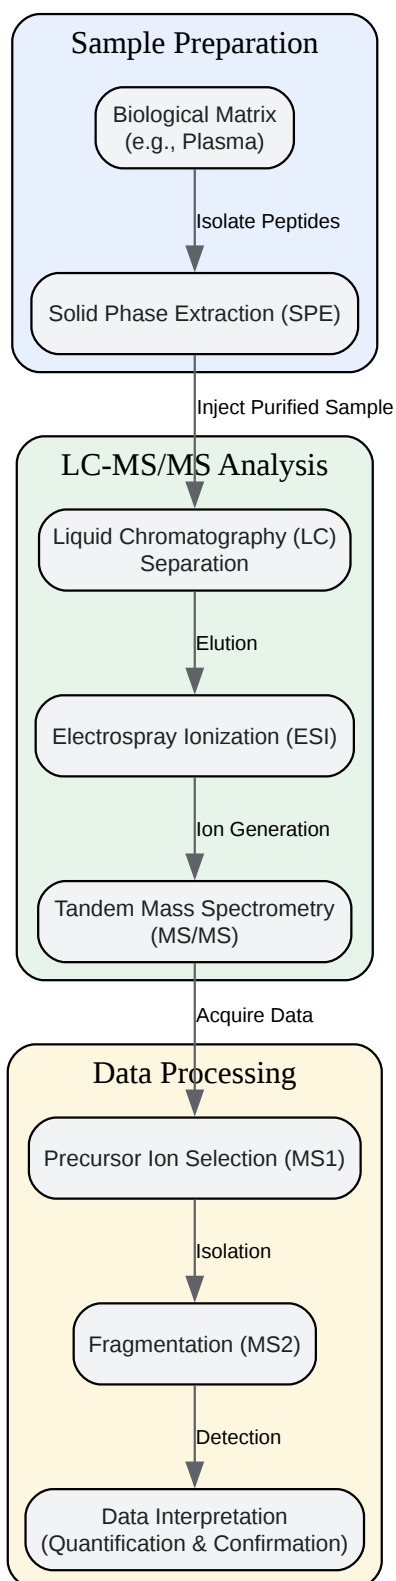 Sample Preparation
Biological Matrix
(e.g., Plasma)
Isolate Peptides
Solid Phase Extraction (SPE)
Inject Purified Sample
LC-MS/MS Analysis
Liquid Chromatography (LC)
Separation
Elution
Electrospray Ionization (ESI)
Ion Generation
Tandem Mass Spectrometry
(MS/MS)
Acquire Data
Data Processing
Precursor Ion Selection (MS1)
Isolation
Fragmentation (MS2)
Detection
Data Interpretation
(Quantification & Confirmation)